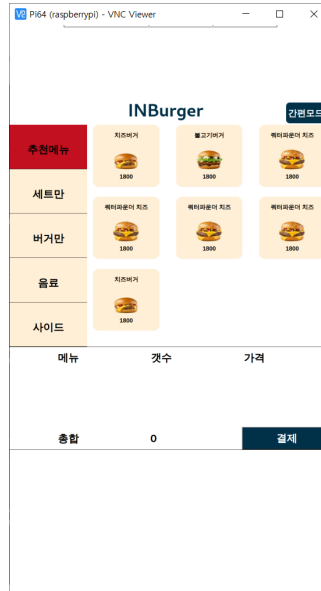 Pi64 (raspberrypi) - VNC Viewer
INBurger
간편모드
추천메뉴
세트만
버거만
음료
사이드
치즈버거
1800
불고기버거
1800
쿼터파운더 치즈
1800
쿼터파운더 치즈
1800
쿼터파운더 치즈
1800
쿼터파운더 치즈
1800
치즈버거
1800
메뉴 갯수 가격
총합 0 결제